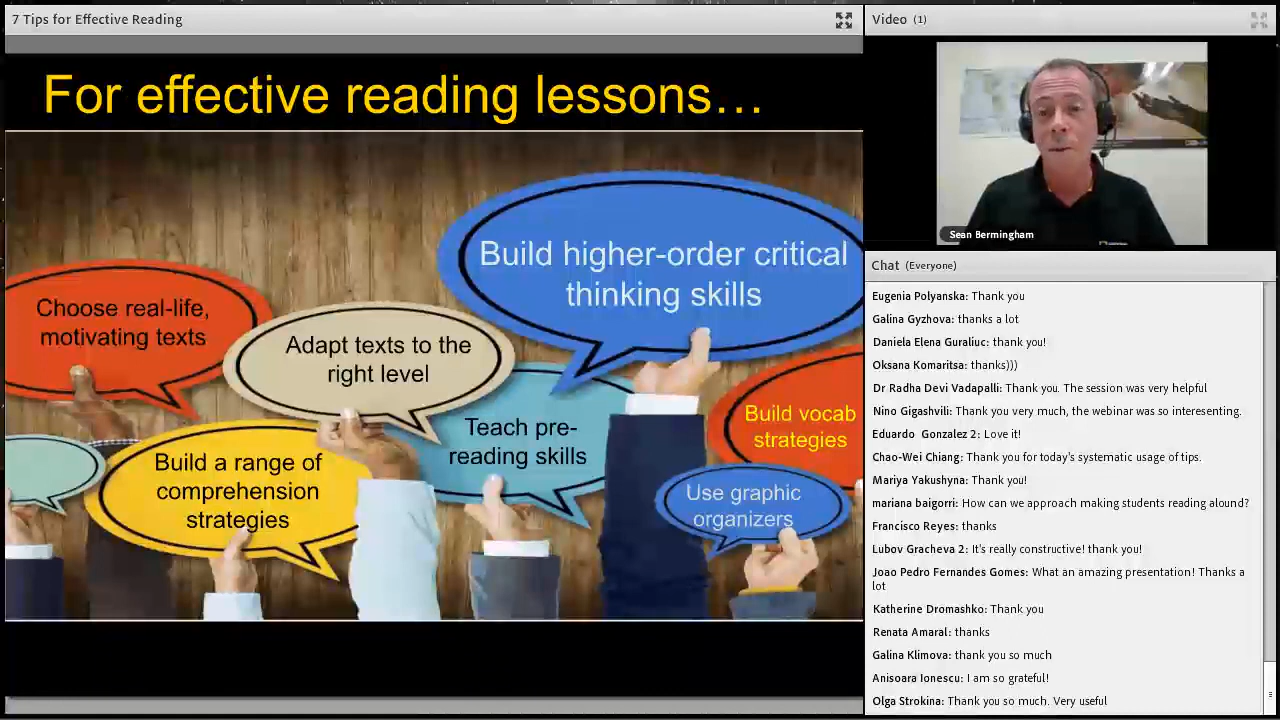 7 Tips for Effective Reading
For effective reading lessons…
Choose real-life,
motivating texts
Adapt texts to the
right level
Build higher-order critical
thinking skills
Build a range of
comprehension
strategies
Teach pre-
reading skills
Build vocab
strategies
Use graphic
organizers
Video (1)
Sean Bermingham
Chat (Everyone)
Eugenia Polyanska: Thank you
Galina Gyzhova: thanks a lot
Daniela Elena Guraliuc: thank you!
Oksana Komaritsa: thanks)))
Dr Radha Devi Vadapalli: Thank you. The session was very helpful
Nino Gigashvili: Thank you very much, the webinar was so interesenting.
Eduardo Gonzalez 2: Love it!
Chao-Wei Chiang: Thank you for today's systematic usage of tips.
Mariya Yakushyna: Thank you!
mariana baigorri: How can we approach making students reading alound?
Francisco Reyes: thanks
Lubov Gracheva 2: It's really constructive! thank you!
Joao Pedro Fernandes Gomes: What an amazing presentation! Thanks a
lot
Katherine Dromashko: Thank you
Renata Amaral: thanks
Galina Klimova: thank you so much
Anisoara Ionescu: I am so grateful!
Olga Strokina: Thank you so much. Very useful